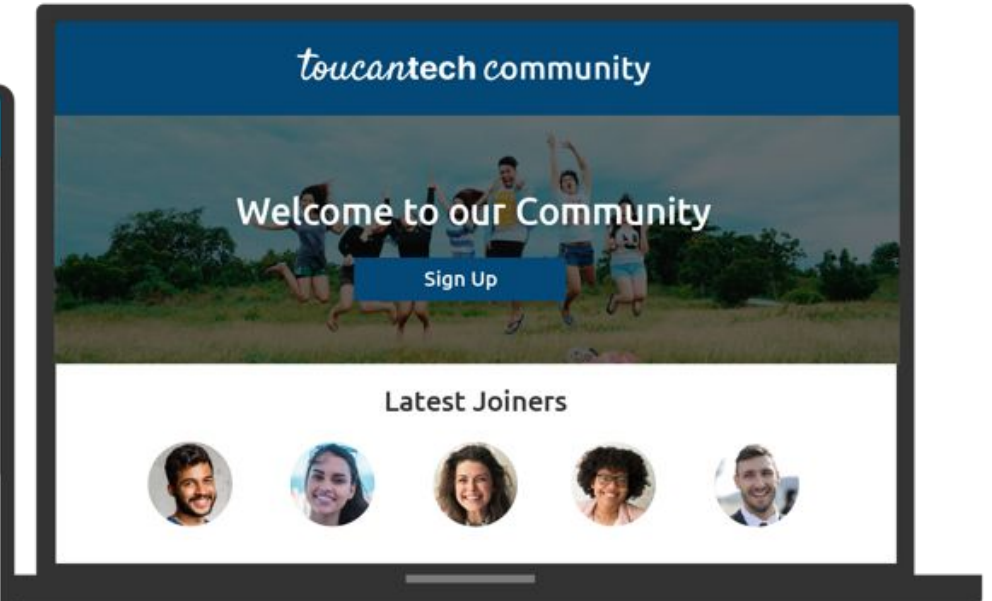 toucantech community
Welcome to our Community
Sign Up
Latest Joiners